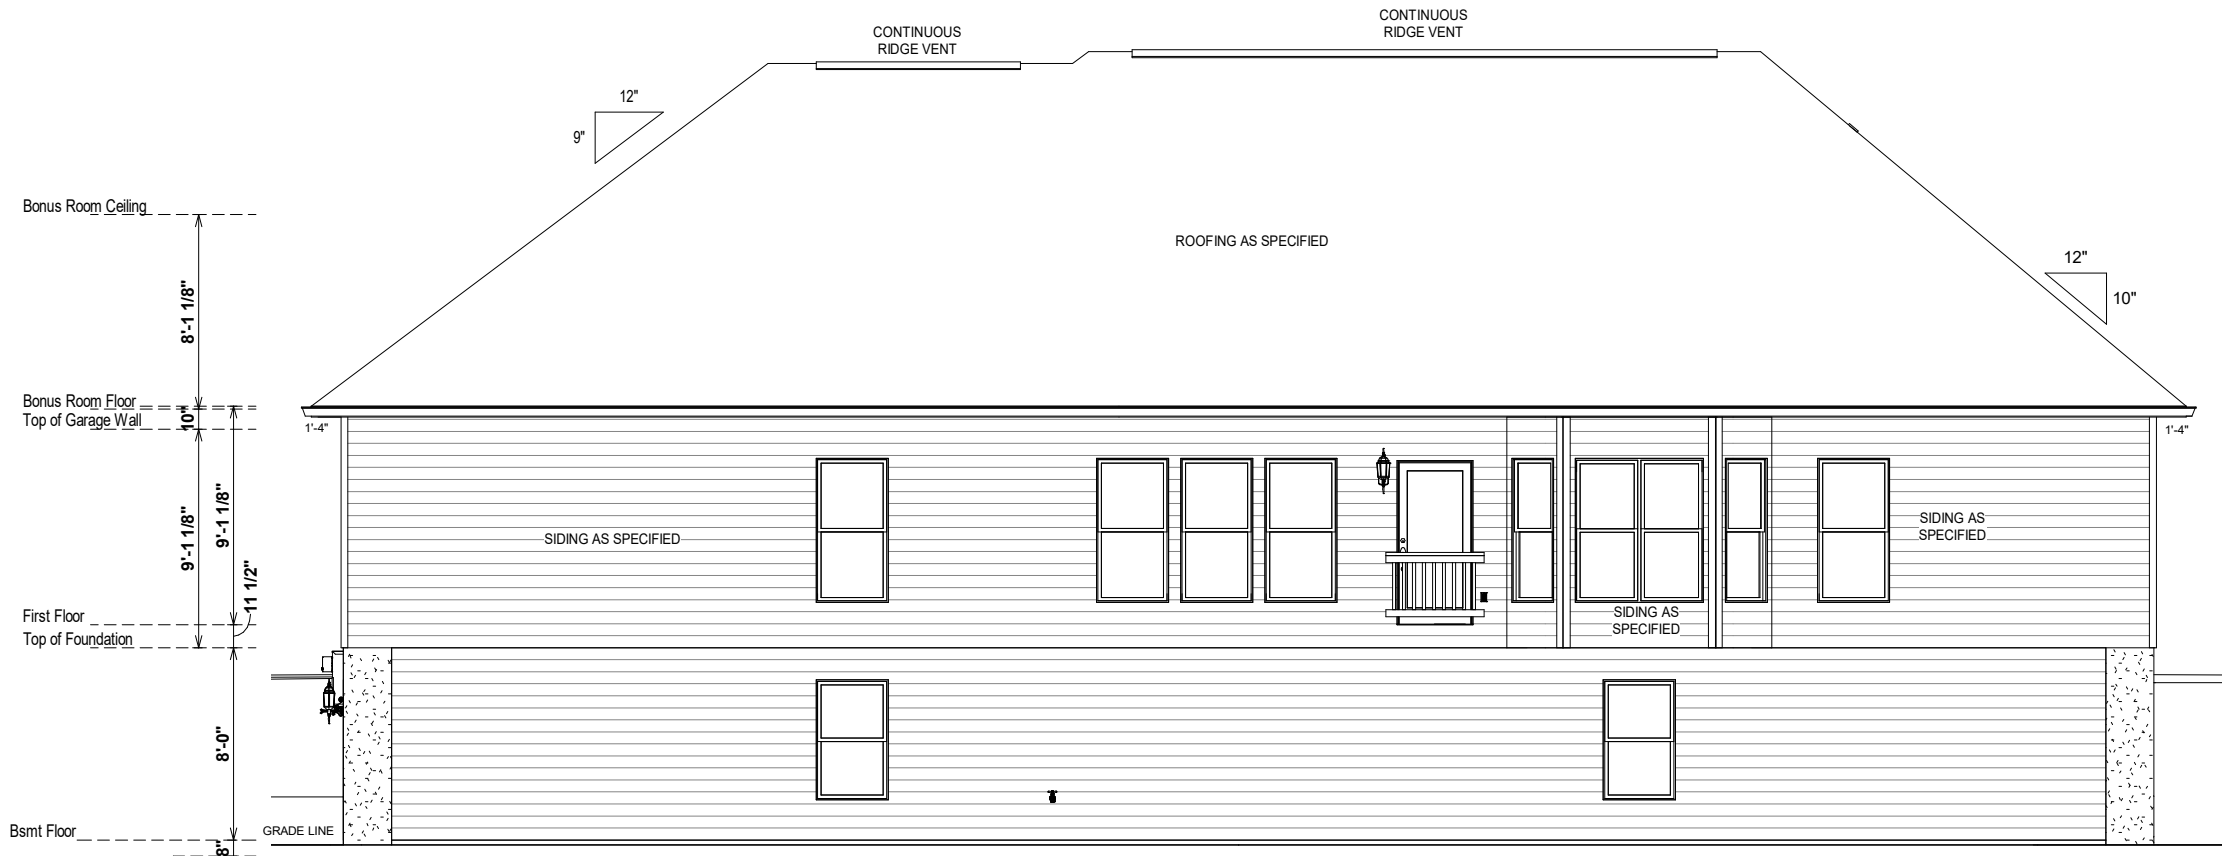 CONTINUOUS
RIDGE VENT
CONTINUOUS
RIDGE VENT
12"
9"
Bonus Room Ceiling
ROOFING AS SPECIFIED
12"
10"
8'-1 1/8"
Bonus Room Floor
10"
Top of Garage Wall
1'-4"
1'-4"
9'-1 1/8"
9'-1 1/8"
SIDING AS SPECIFIED
SIDING AS
SPECIFIED
11 1/2"
First Floor
SIDING AS
SPECIFIED
Top of Foundation
8'-0"
Bsmt Floor
GRADE LINE
8"